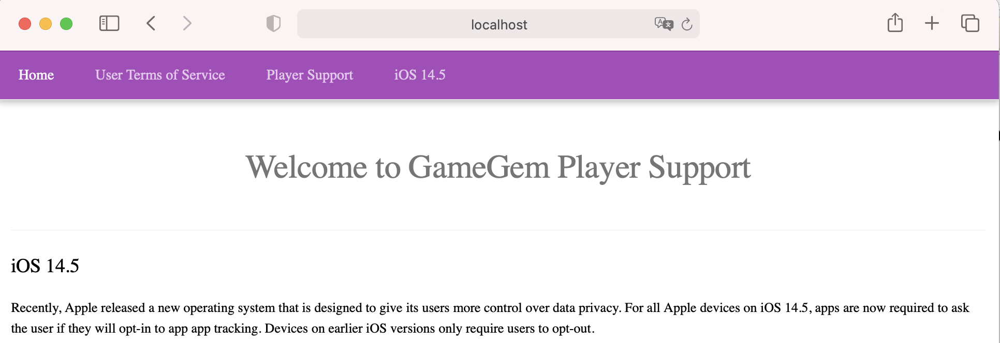 localhost
Home User Terms of Service Player Support iOS 14.5
Welcome to GameGem Player Support
iOS 14.5
Recently, Apple released a new operating system that is designed to give its users more control over data privacy. For all Apple devices on iOS 14.5, apps are now required to ask
the user if they will opt-in to app app tracking. Devices on earlier iOS versions only require users to opt-out.